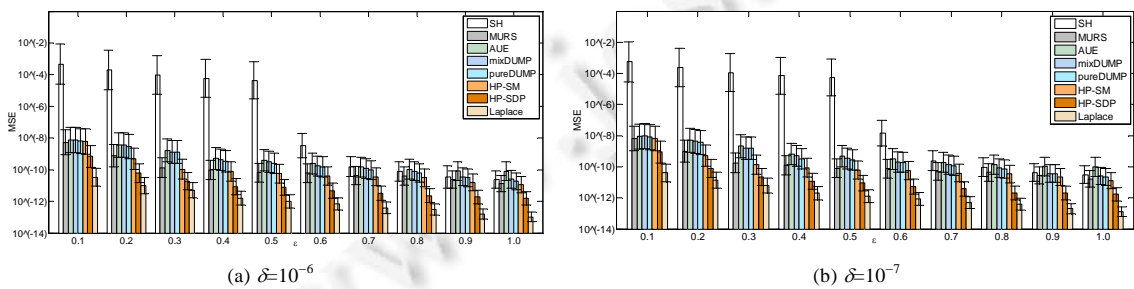 SH
MURS
AUE
mixDUMP
pureDUMP
HP-SM
HP-SDP
Laplace
MSE
10^(-2)
10^(-4)
10^(-6)
10^(-8)
10^(-10)
10^(-12)
10^(-14)
0.1 0.2 0.3 0.4 0.5 0.6 0.7 0.8 0.9 1.0
ε
(a) δ=10⁻⁶
SH
MURS
AUE
mixDUMP
pureDUMP
HP-SM
HP-SDP
Laplace
MSE
10^(-2)
10^(-4)
10^(-6)
10^(-8)
10^(-10)
10^(-12)
10^(-14)
0.1 0.2 0.3 0.4 0.5 0.6 0.7 0.8 0.9 1.0
ε
(b) δ=10⁻⁷